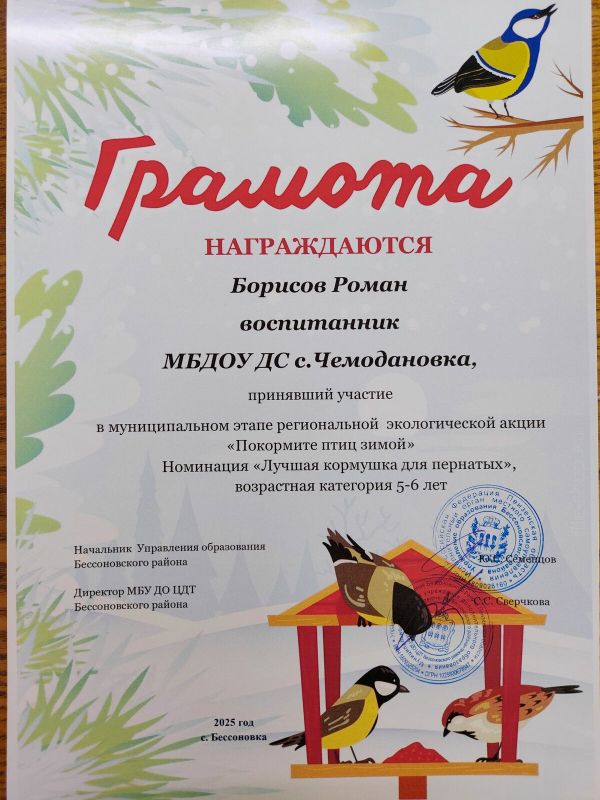 Грамота
НАГРАЖДАЮТСЯ
Борисов Роман
воспитанник
МБДОУ ДС с.Чемодановка,
принявший участие
в муниципальном этапе региональной экологической акции
«Покормите птиц зимой»
Номинация «Лучшая кормушка для пернатых»,
возрастная категория 5-6 лет
Начальник Управления образования
Бессоновского района
Семенцов
Директор МБУ ДО ЦДТ
Бессоновского района
С.С. Сверчкова
2025 год
с. Бессоновка